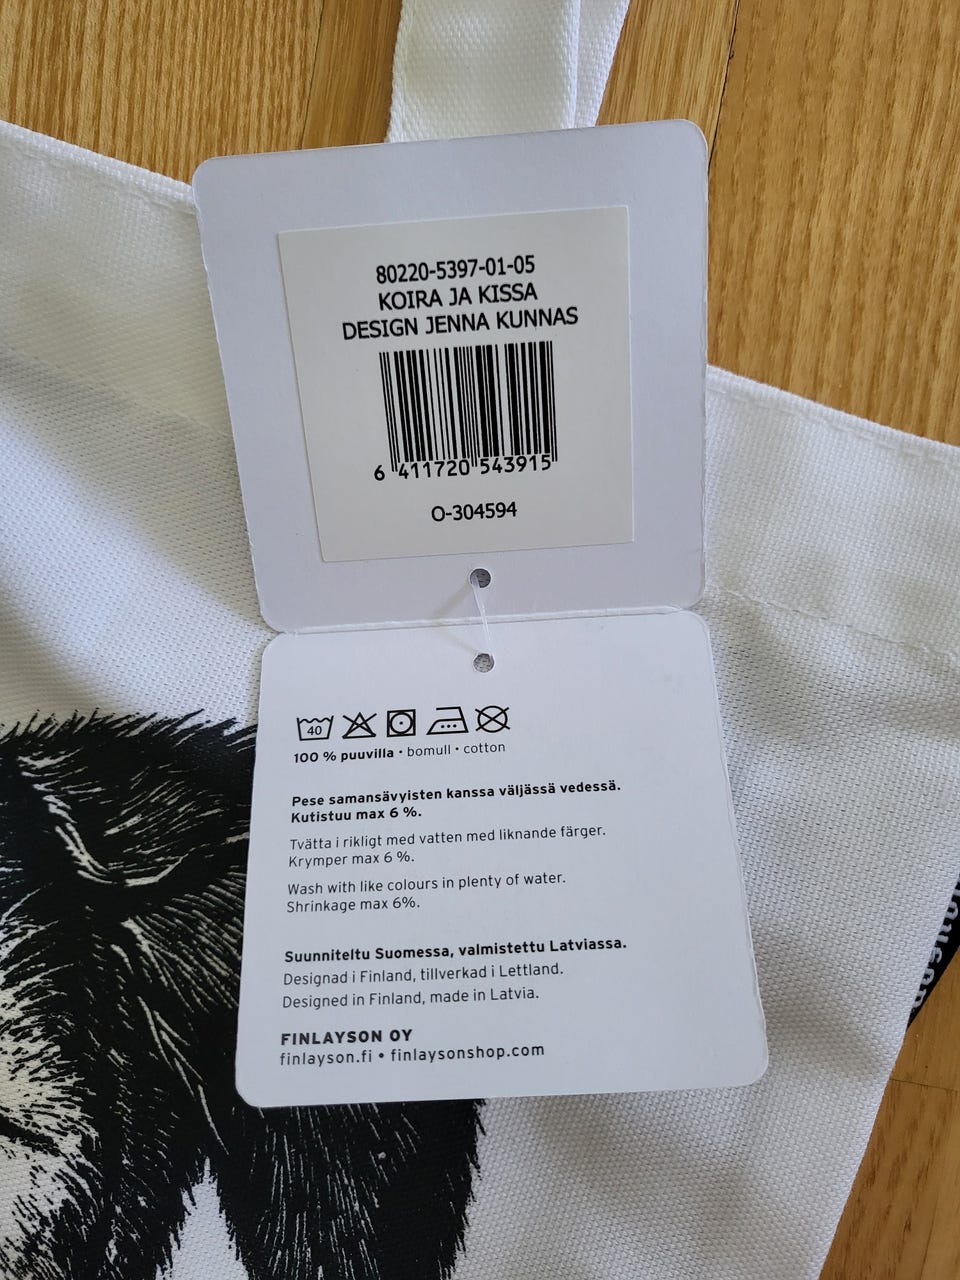 80220-5397-01-05
KOIRA JA KISSA
DESIGN JENNA KUNNAS
6 411720 543915
O-304594
40
100 % puuvilla • bomull • cotton
Pese samansävyisten kanssa väljässä vedessä.
Kutistuu max 6 %.
Tvätta i rikligt med vatten med liknande färger.
Krymper max 6 %.
Wash with like colours in plenty of water.
Shrinkage max 6%.
Suunniteltu Suomessa, valmistettu Latviassa.
Designad i Finland, tillverkad i Lettland.
Designed in Finland, made in Latvia.
FINLAYSON OY
finlayson.fi • finlaysonshop.com